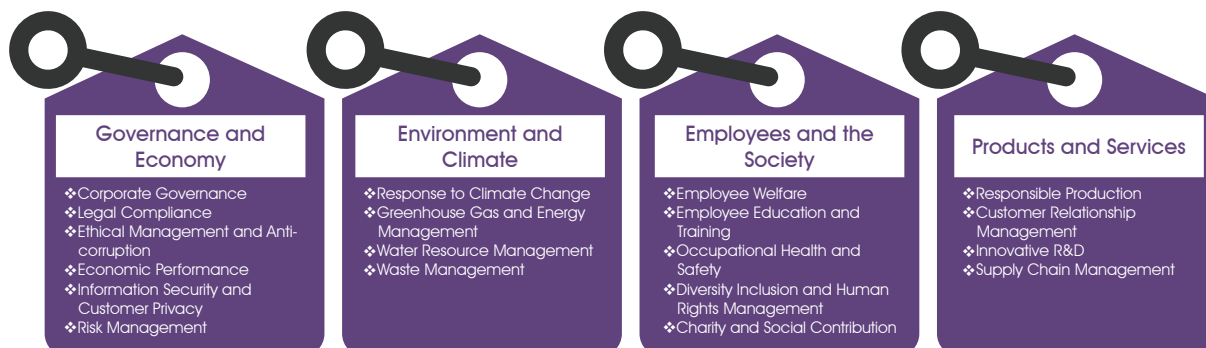 Governance and
Economy
❖Corporate Governance
❖Legal Compliance
❖Ethical Management and Anti-
corruption
❖Economic Performance
❖Information Security and
Customer Privacy
❖Risk Management
Environment and
Climate
❖Response to Climate Change
❖Greenhouse Gas and Energy
Management
❖Water Resource Management
❖Waste Management
Employees and the
Society
❖Employee Welfare
❖Employee Education and
Training
❖Occupational Health and
Safety
❖Diversity Inclusion and Human
Rights Management
❖Charity and Social Contribution
Products and Services
❖Responsible Production
❖Customer Relationship
Management
❖Innovative R&D
❖Supply Chain Management